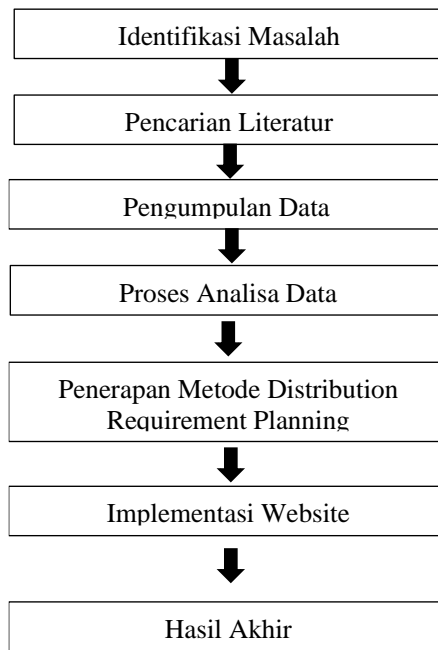 Identifikasi Masalah
Pencarian Literatur
Pengumpulan Data
Proses Analisa Data
Penerapan Metode Distribution
Requirement Planning
Implementasi Website
Hasil Akhir